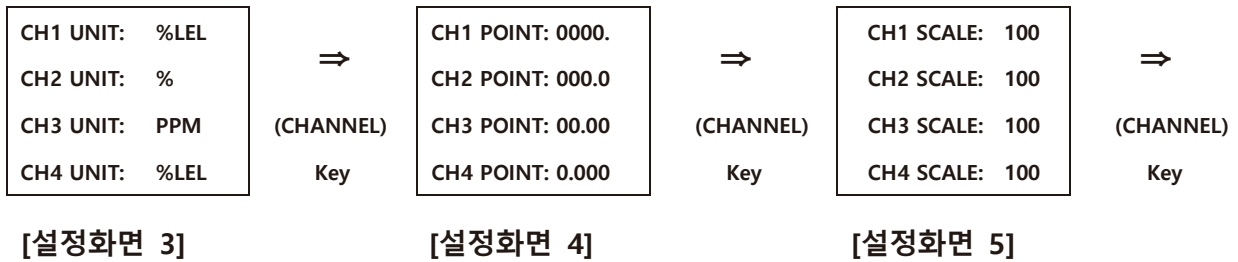 CH1 UNIT: %LEL
CH2 UNIT: %
CH3 UNIT: PPM
CH4 UNIT: %LEL
⇒
(CHANNEL)
Key
CH1 POINT: 0000.
CH2 POINT: 000.0
CH3 POINT: 00.00
CH4 POINT: 0.000
⇒
(CHANNEL)
Key
CH1 SCALE: 100
CH2 SCALE: 100
CH3 SCALE: 100
CH4 SCALE: 100
⇒
(CHANNEL)
Key
[설정화면 3]
[설정화면 4]
[설정화면 5]